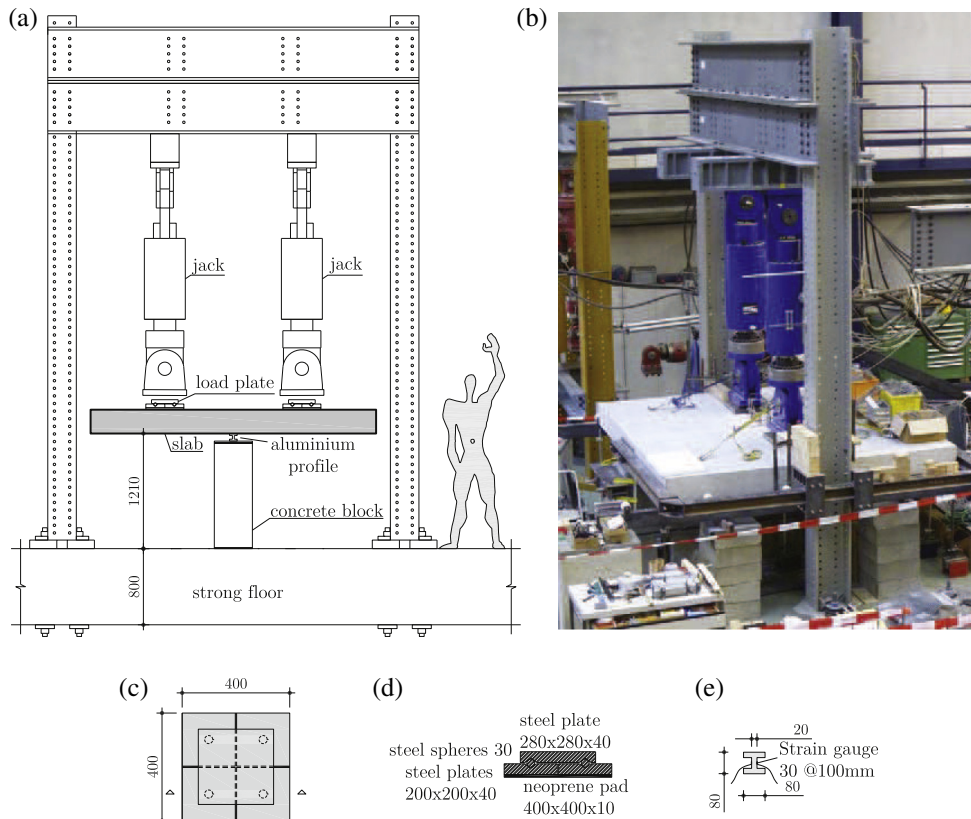 (a)
jack
jack
load plate
slab
aluminium
profile
1210
concrete block
800
strong floor
(b)
(c)
400
400
(d)
steel plate
280x280x40
steel spheres 30
steel plates
200x200x40
neoprene pad
400x400x10
(e)
20
Strain gauge
30 @100mm
80
80